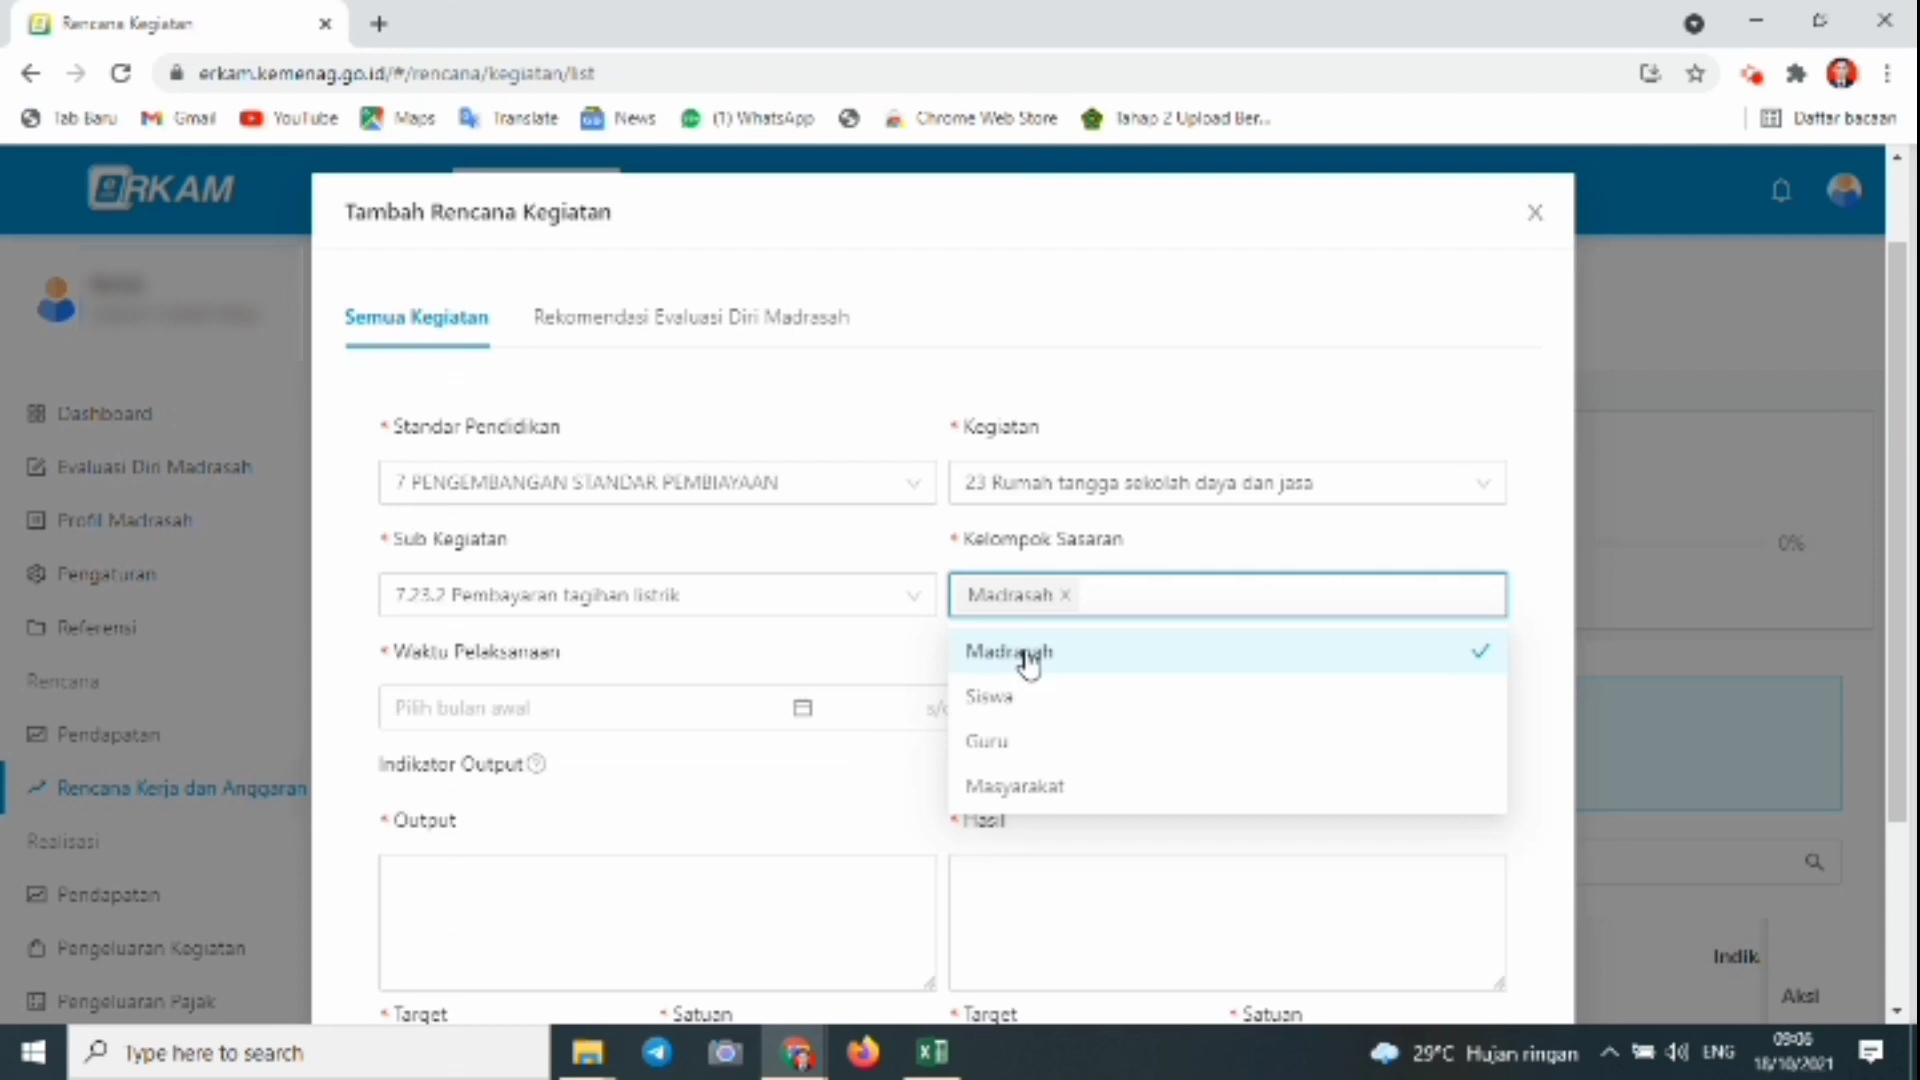 Rencana Kegiatan
erkam.kemenag.go.id/#/rencana/kegiatan/list
Tab Baru Gmail YouTube Maps Translate News (1) WhatsApp Chrome Web Store Tahap 2 Upload Ber... Daftar bacaan
eRKAM
Tambah Rencana Kegiatan
Semua Kegiatan Rekomendasi Evaluasi Diri Madrasah
Dashboard
Evaluasi Diri Madrasah
Profil Madrasah
Pengaturan
Referensi
Rencana
Pendapatan
Rencana Kerja dan Anggaran
Realisasi
Pendapatan
Pengeluaran Kegiatan
Pengeluaran Pajak
* Standar Pendidikan * Kegiatan
7 PENGEMBANGAN STANDAR PEMBIAYAAN 23 Rumah tangga sekolah daya dan jasa
* Sub Kegiatan * Kelompok Sasaran
7.23.2 Pembayaran tagihan listrik Madrasah ×
* Waktu Pelaksanaan
Pilih bulan awal s/d
Madrasah
Siswa
Guru
Masyarakat
Indikator Output
* Output * Hasil
* Target * Satuan * Target * Satuan
0%
Indik
Aksi
Type here to search
29°C Hujan ringan ENG 09:06
18/10/2021